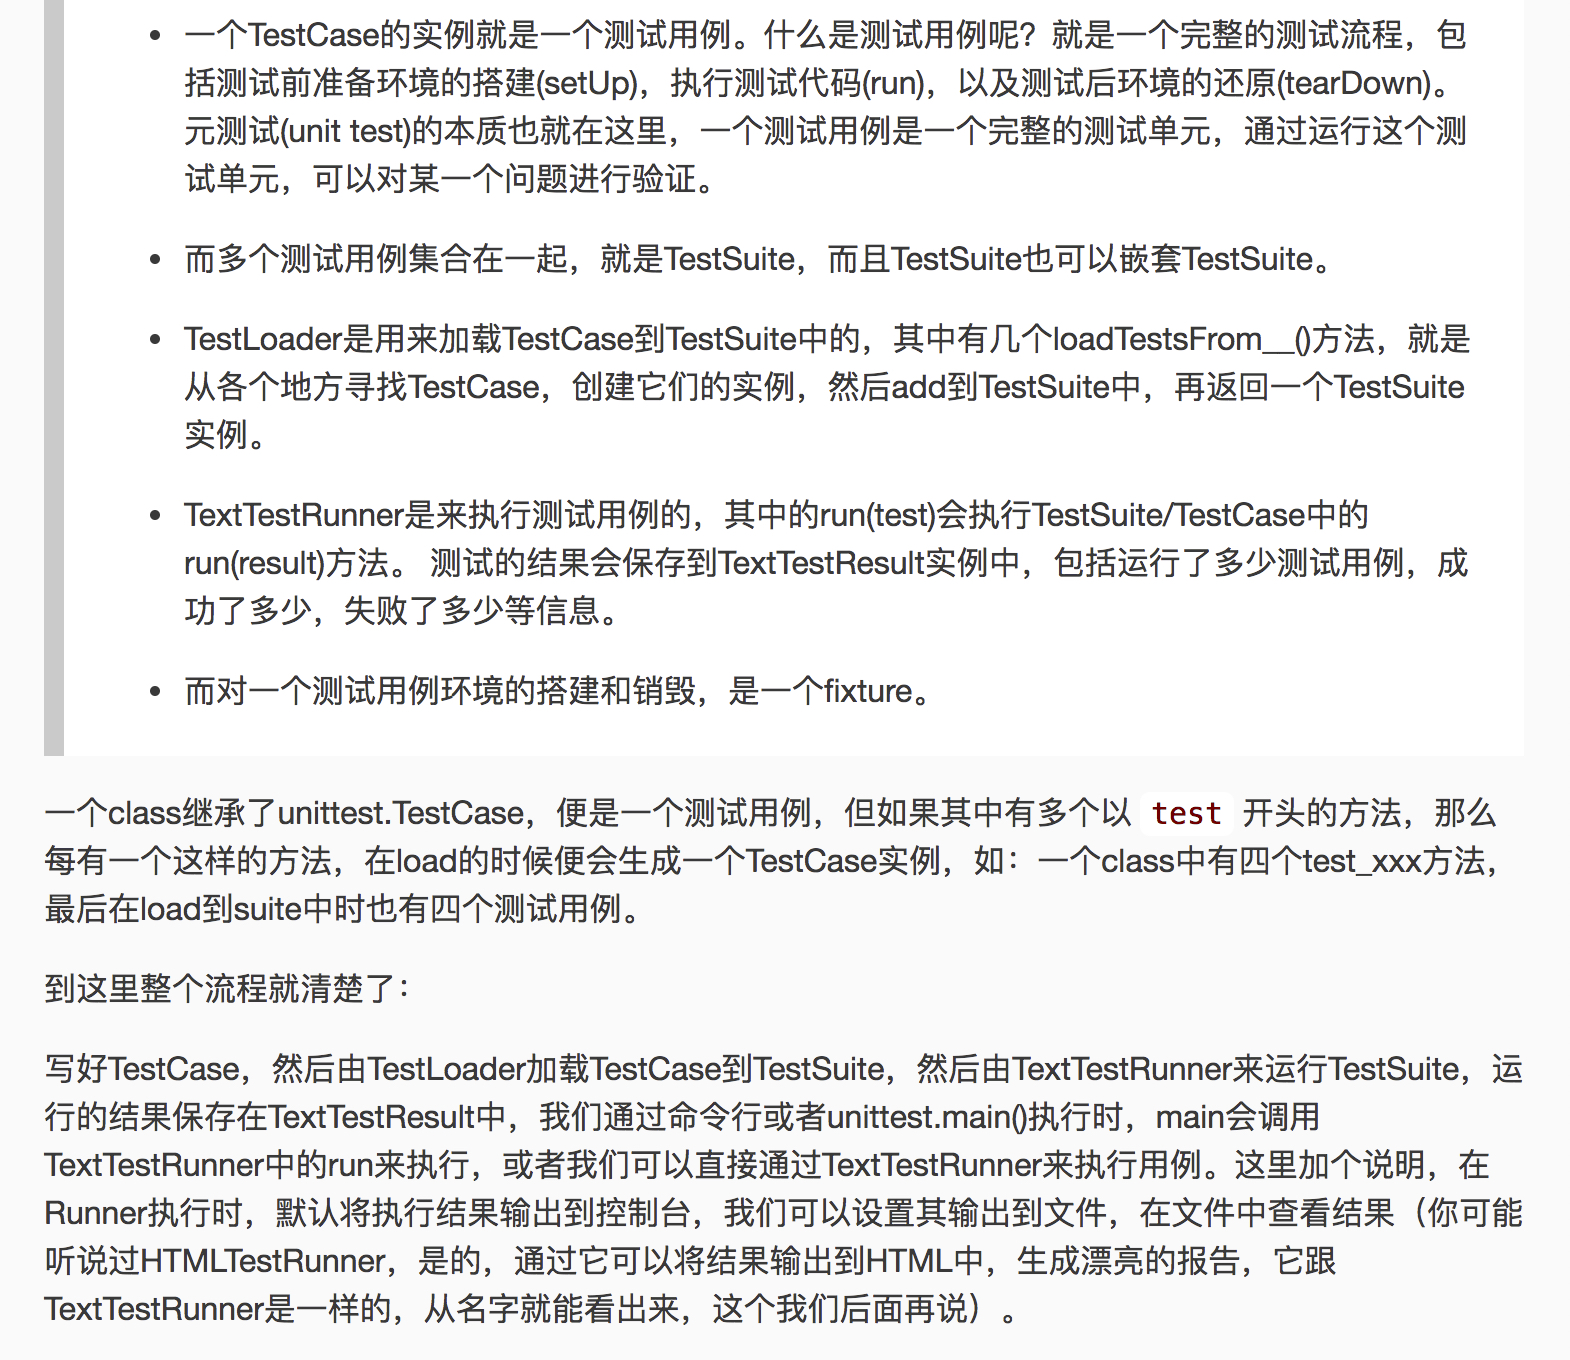 一个TestCase的实例就是一个测试用例。什么是测试用例呢？就是一个完整的测试流程，包
括测试前准备环境的搭建(setUp)，执行测试代码(run)，以及测试后环境的还原(tearDown)。
元测试(unit test)的本质也就在这里，一个测试用例是一个完整的测试单元，通过运行这个测
试单元，可以对某一个问题进行验证。
而多个测试用例集合在一起，就是TestSuite，而且TestSuite也可以嵌套TestSuite。
TestLoader是用来加载TestCase到TestSuite中的，其中有几个loadTestsFrom__()方法，就是
从各个地方寻找TestCase，创建它们的实例，然后add到TestSuite中，再返回一个TestSuite
实例。
TextTestRunner是来执行测试用例的，其中的run(test)会执行TestSuite/TestCase中的
run(result)方法。 测试的结果会保存到TextTestResult实例中，包括运行了多少测试用例，成
功了多少，失败了多少等信息。
而对一个测试用例环境的搭建和销毁，是一个fixture。
一个class继承了unittest.TestCase，便是一个测试用例，但如果其中有多个以 test 开头的方法，那么
每有一个这样的方法，在load的时候便会生成一个TestCase实例，如：一个class中有四个test_xxx方法，
最后在load到suite中时也有四个测试用例。
到这里整个流程就清楚了：
写好TestCase，然后由TestLoader加载TestCase到TestSuite，然后由TextTestRunner来运行TestSuite，运
行的结果保存在TextTestResult中，我们通过命令行或者unittest.main()执行时，main会调用
TextTestRunner中的run来执行，或者我们可以直接通过TextTestRunner来执行用例。这里加个说明，在
Runner执行时，默认将执行结果输出到控制台，我们可以设置其输出到文件，在文件中查看结果（你可能
听说过HTMLTestRunner，是的，通过它可以将结果输出到HTML中，生成漂亮的报告，它跟
TextTestRunner是一样的，从名字就能看出来，这个我们后面再说）。